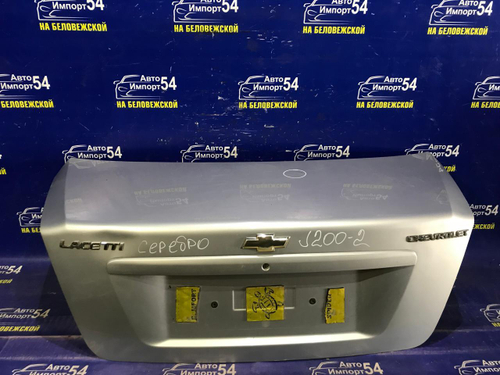 Авто
Импорт54
НА БЕЛОВЕЖСКОЙ
LACETTI
СЕРЕБРО
J200-2
CHEVROLET